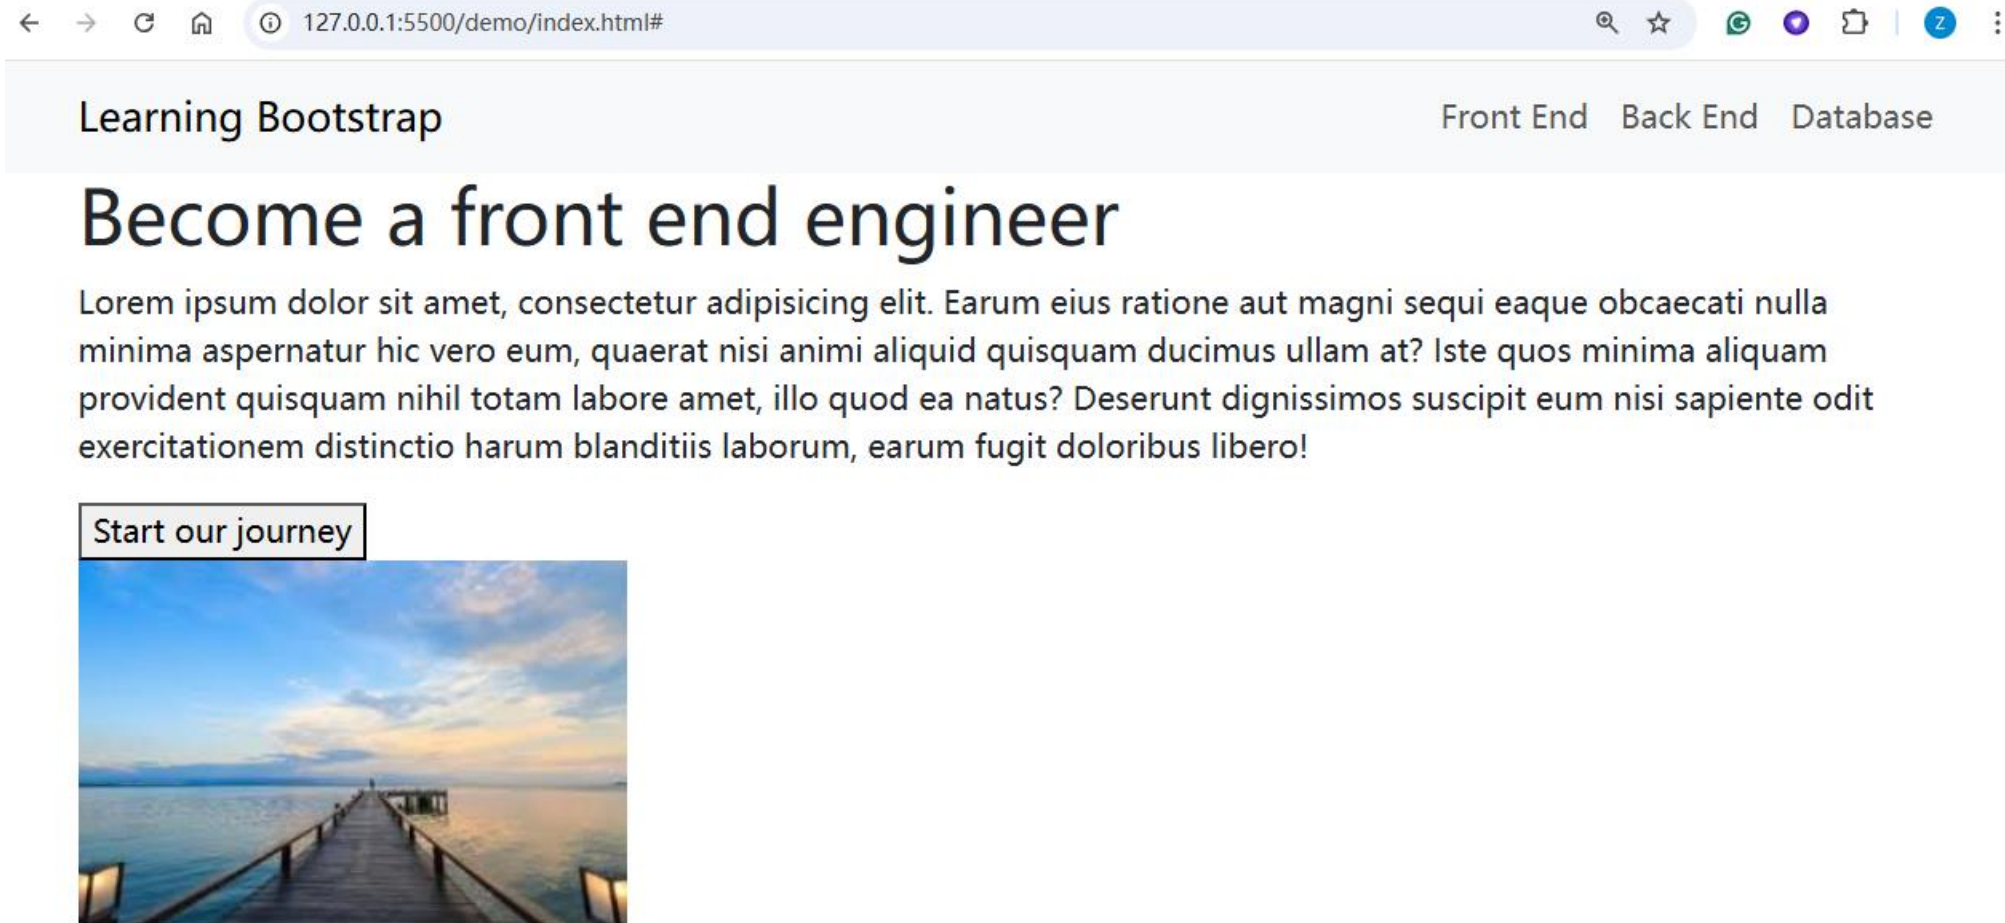 127.0.0.1:5500/demo/index.html#
Z
Learning Bootstrap
Front End Back End Database
Become a front end engineer
Lorem ipsum dolor sit amet, consectetur adipisicing elit. Earum eius ratione aut magni sequi eaque obcaecati nulla
minima aspernatur hic vero eum, quaerat nisi animi aliquid quisquam ducimus ullam at? Iste quos minima aliquam
provident quisquam nihil totam labore amet, illo quod ea natus? Deserunt dignissimos suscipit eum nisi sapiente odit
exercitationem distinctio harum blanditiis laborum, earum fugit doloribus libero!
Start our journey